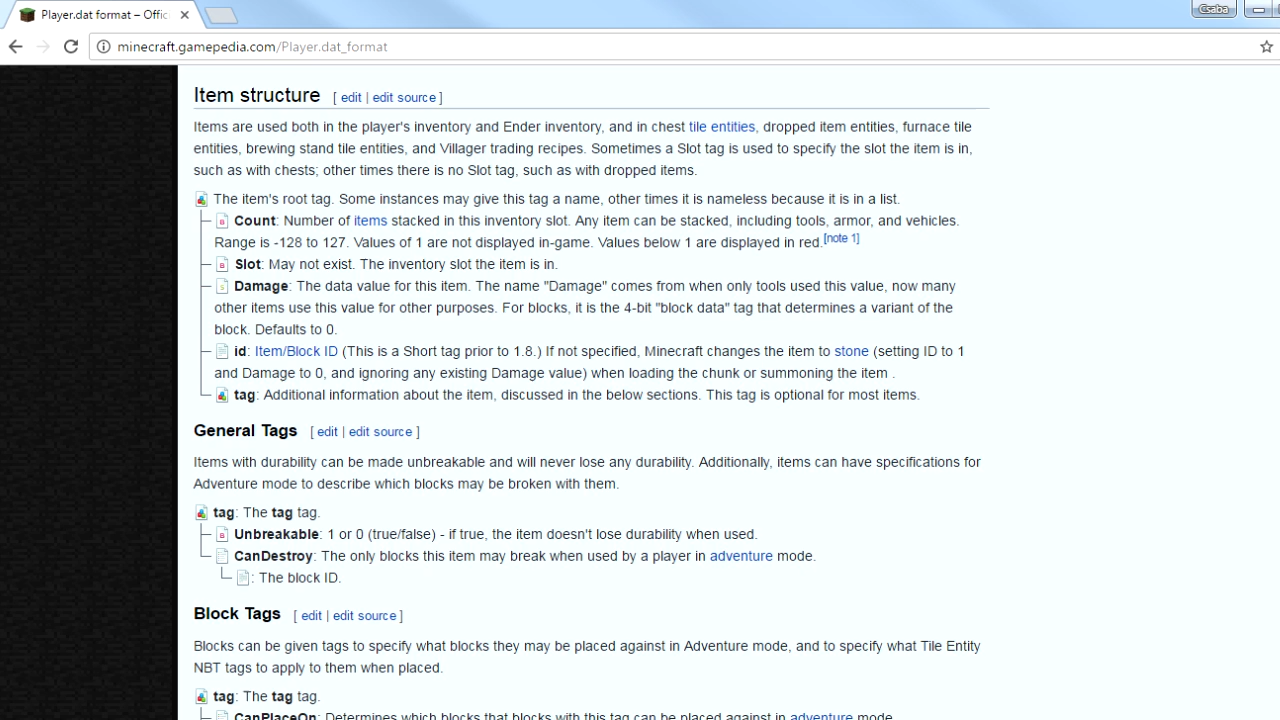 Player.dat format – Offic
Csaba
minecraft.gamepedia.com/Player.dat_format
Item structure [ edit | edit source ]
Items are used both in the player's inventory and Ender inventory, and in chest tile entities, dropped item entities, furnace tile
entities, brewing stand tile entities, and Villager trading recipes. Sometimes a Slot tag is used to specify the slot the item is in,
such as with chests; other times there is no Slot tag, such as with dropped items.
The item's root tag. Some instances may give this tag a name, other times it is nameless because it is in a list.
Count: Number of items stacked in this inventory slot. Any item can be stacked, including tools, armor, and vehicles.
Range is -128 to 127. Values of 1 are not displayed in-game. Values below 1 are displayed in red.[note 1]
Slot: May not exist. The inventory slot the item is in.
Damage: The data value for this item. The name "Damage" comes from when only tools used this value, now many
other items use this value for other purposes. For blocks, it is the 4-bit "block data" tag that determines a variant of the
block. Defaults to 0.
id: Item/Block ID (This is a Short tag prior to 1.8.) If not specified, Minecraft changes the item to stone (setting ID to 1
and Damage to 0, and ignoring any existing Damage value) when loading the chunk or summoning the item .
tag: Additional information about the item, discussed in the below sections. This tag is optional for most items.
General Tags [ edit | edit source ]
Items with durability can be made unbreakable and will never lose any durability. Additionally, items can have specifications for
Adventure mode to describe which blocks may be broken with them.
tag: The tag tag.
Unbreakable: 1 or 0 (true/false) - if true, the item doesn't lose durability when used.
CanDestroy: The only blocks this item may break when used by a player in adventure mode.
: The block ID.
Block Tags [ edit | edit source ]
Blocks can be given tags to specify what blocks they may be placed against in Adventure mode, and to specify what Tile Entity
NBT tags to apply to them when placed.
tag: The tag tag.
CanPlaceOn: Determines which blocks that blocks with this tag can be placed against in adventure mode.